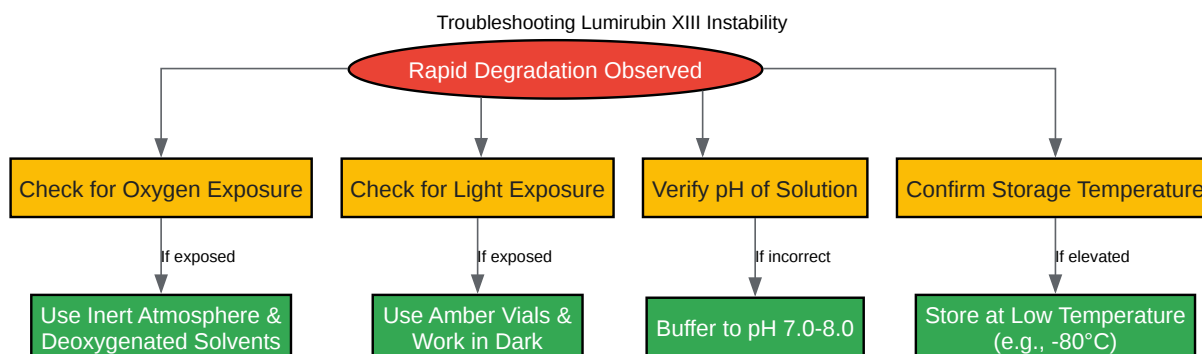 Troubleshooting Lumirubin XIII Instability
Rapid Degradation Observed
Check for Oxygen Exposure
Check for Light Exposure
Verify pH of Solution
Confirm Storage Temperature
If exposed
If exposed
If incorrect
If elevated
Use Inert Atmosphere &
Deoxygenated Solvents
Use Amber Vials &
Work in Dark
Buffer to pH 7.0-8.0
Store at Low Temperature
(e.g., -80°C)